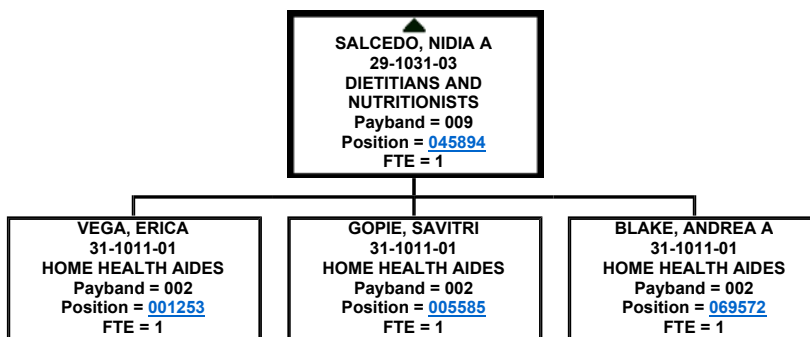 SALCEDO, NIDIA A
29-1031-03
DIETITIANS AND
NUTRITIONISTS
Payband = 009
Position = 045894
FTE = 1
VEGA, ERICA
31-1011-01
HOME HEALTH AIDES
Payband = 002
Position = 001253
FTE = 1
GOPIE, SAVITRI
31-1011-01
HOME HEALTH AIDES
Payband = 002
Position = 005585
FTE = 1
BLAKE, ANDREA A
31-1011-01
HOME HEALTH AIDES
Payband = 002
Position = 069572
FTE = 1